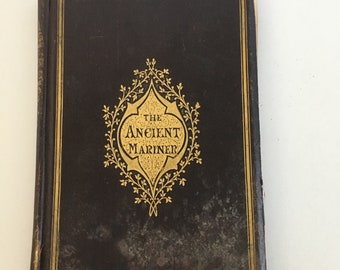 THE
ANCIENT
MARINER